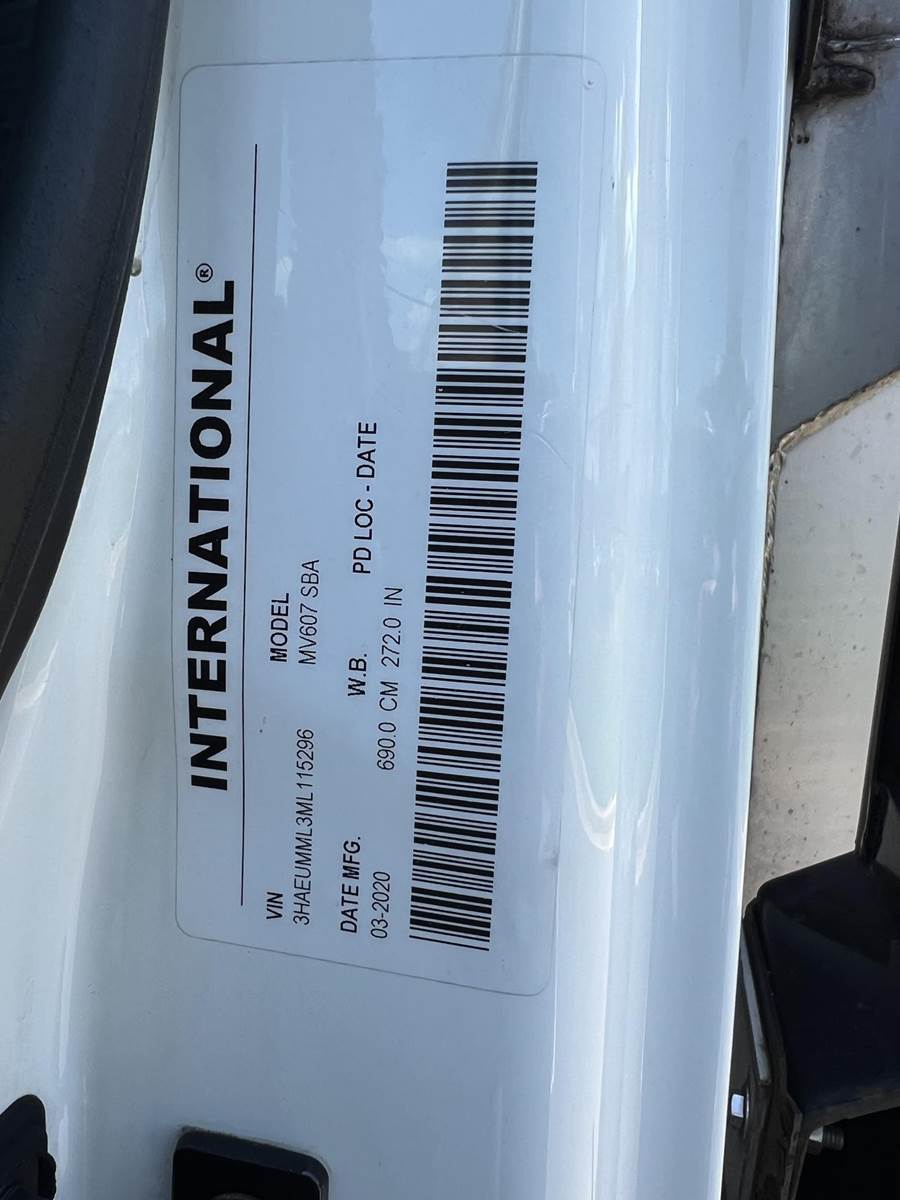 INTERNATIONAL®
VIN MODEL
3HAEUMML3ML115296 MV607 SBA
DATE MFG. W.B. PD LOC - DATE
03-2020 690.0 CM 272.0 IN